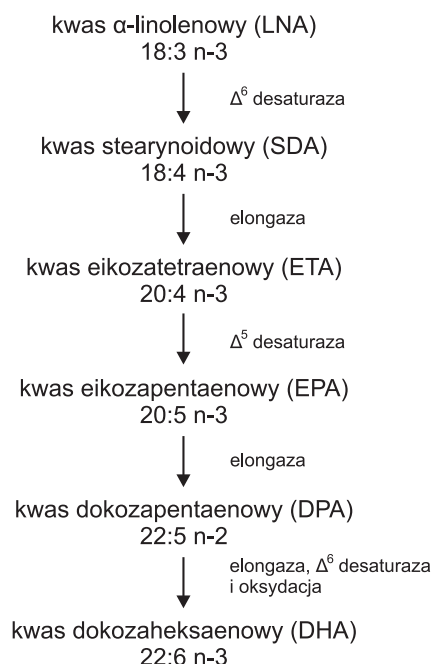 kwas α-linolenowy (LNA)
18:3 n-3
Δ⁶ desaturaza
kwas stearynoidowy (SDA)
18:4 n-3
elongaza
kwas eikozatetraenowy (ETA)
20:4 n-3
Δ⁵ desaturaza
kwas eikozapentaenowy (EPA)
20:5 n-3
elongaza
kwas dokozapentaenowy (DPA)
22:5 n-2
elongaza, Δ⁶ desaturaza
i oksydacja
kwas dokozaheksaenowy (DHA)
22:6 n-3